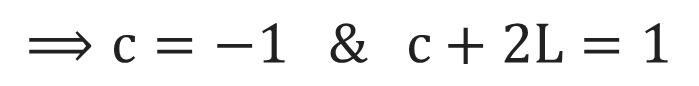 ⟹ c = −1 & c + 2L = 1